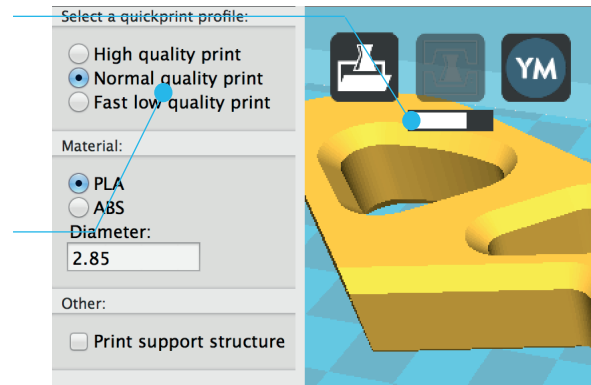 Select a quickprint profile:
High quality print
Normal quality print
Fast low quality print
Material:
PLA
ABS
Diameter:
2.85
Other:
Print support structure
YM